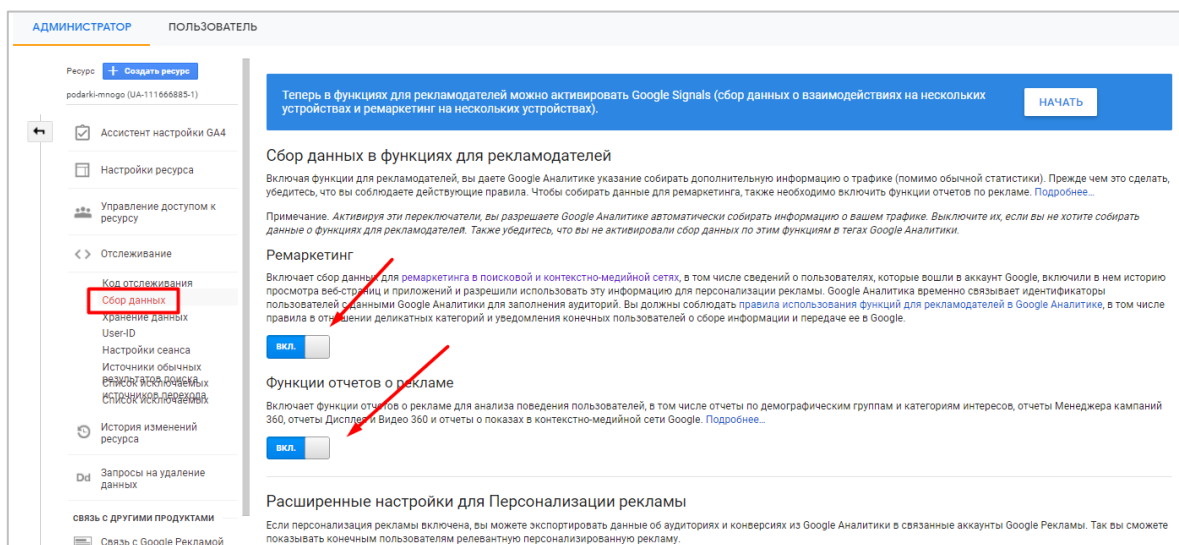 АДМИНИСТРАТОР ПОЛЬЗОВАТЕЛЬ
Ресурс + Создать ресурс
podarki-mnogo (UA-111666885-1)
Ассистент настройки GA4
Настройки ресурса
Управление доступом к
ресурсу
Отслеживание
Код отслеживания
Сбор данных
Хранение данных
User-ID
Настройки сеанса
Источники обычных
результатов поиска
Список исключаемых
источников перехода
Список исключаемых
История изменений
ресурса
Dd Запросы на удаление
данных
СВЯЗЬ С ДРУГИМИ ПРОДУКТАМИ
Связь с Google Рекламой
Теперь в функциях для рекламодателей можно активировать Google Signals (сбор данных о взаимодействиях на нескольких
устройствах и ремаркетинг на нескольких устройствах).
НАЧАТЬ
Сбор данных в функциях для рекламодателей
Включая функции для рекламодателей, вы даете Google Аналитике указание собирать дополнительную информацию о трафике (помимо обычной статистики). Прежде чем это сделать,
убедитесь, что вы соблюдаете действующие правила. Чтобы собирать данные для ремаркетинга, также необходимо включить функции отчетов по рекламе. Подробнее…
Примечание. Активируя эти переключатели, вы разрешаете Google Аналитике автоматически собирать информацию о вашем трафике. Выключите их, если вы не хотите собирать
данные о функциях для рекламодателей. Также убедитесь, что вы не активировали сбор данных по этим функциям в тегах Google Аналитики.
Ремаркетинг
Включает сбор данных для ремаркетинга в поисковой и контекстно-медийной сетях, в том числе сведений о пользователях, которые вошли в аккаунт Google, включили в нем историю
просмотра веб-страниц и приложений и разрешили использовать эту информацию для персонализации рекламы. Google Аналитика временно связывает идентификаторы
пользователей с данными Google Аналитики для заполнения аудиторий. Вы должны соблюдать правила использования функций для рекламодателей в Google Аналитике, в том числе
правила в отношении деликатных категорий и уведомления конечных пользователей о сборе информации и передаче ее в Google.
ВКЛ.
Функции отчетов о рекламе
Включает функции отчетов о рекламе для анализа поведения пользователей, в том числе отчеты по демографическим группам и категориям интересов, отчеты Менеджера кампаний
360, отчеты Дисплея и Видео 360 и отчеты о показах в контекстно-медийной сети Google. Подробнее…
ВКЛ.
Расширенные настройки для Персонализации рекламы
Если персонализация рекламы включена, вы можете экспортировать данные об аудиториях и конверсиях из Google Аналитики в связанные аккаунты Google Рекламы. Так вы сможете
показывать конечным пользователям релевантную персонализированную рекламу.